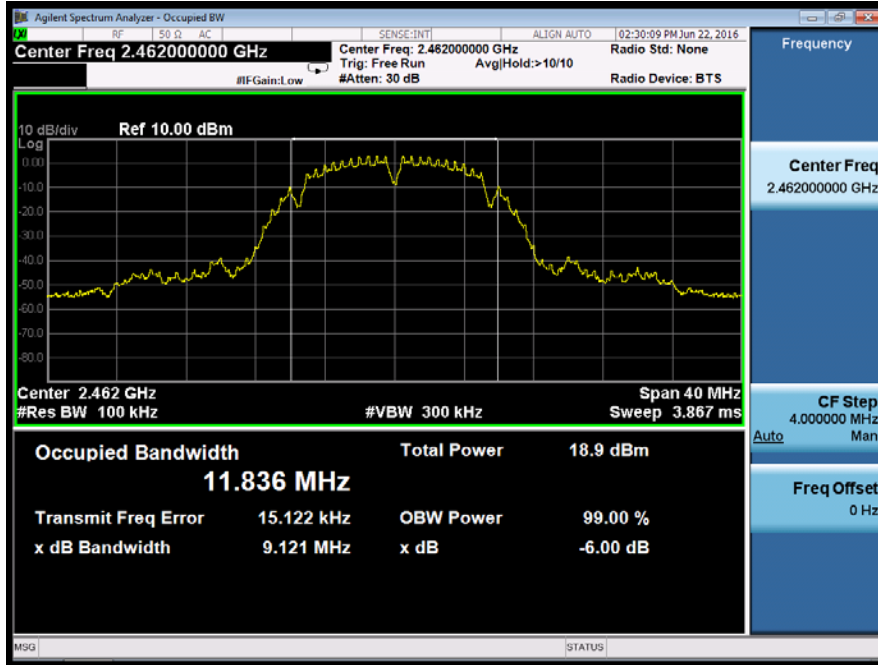 Agilent Spectrum Analyzer - Occupied BW
LXI RF 50 Ω AC SENSE:INT ALIGN AUTO 02:30:09 PM Jun 22, 2016
Center Freq 2.462000000 GHz
Center Freq: 2.462000000 GHz
Radio Std: None
Trig: Free Run Avg|Hold:>10/10
#IFGain:Low
#Atten: 30 dB
Radio Device: BTS
Frequency
10 dB/div Ref 10.00 dBm
Log
0.00
-10.0
-20.0
-30.0
-40.0
-50.0
-60.0
-70.0
-80.0
Center 2.462 GHz
Span 40 MHz
#Res BW 100 kHz
#VBW 300 kHz
Sweep 3.867 ms
Center Freq
2.462000000 GHz
CF Step
4.000000 MHz
Auto Man
Freq Offset
0 Hz
Occupied Bandwidth
11.836 MHz
Total Power 18.9 dBm
Transmit Freq Error 15.122 kHz
OBW Power 99.00 %
x dB Bandwidth 9.121 MHz
x dB -6.00 dB
MSG
STATUS